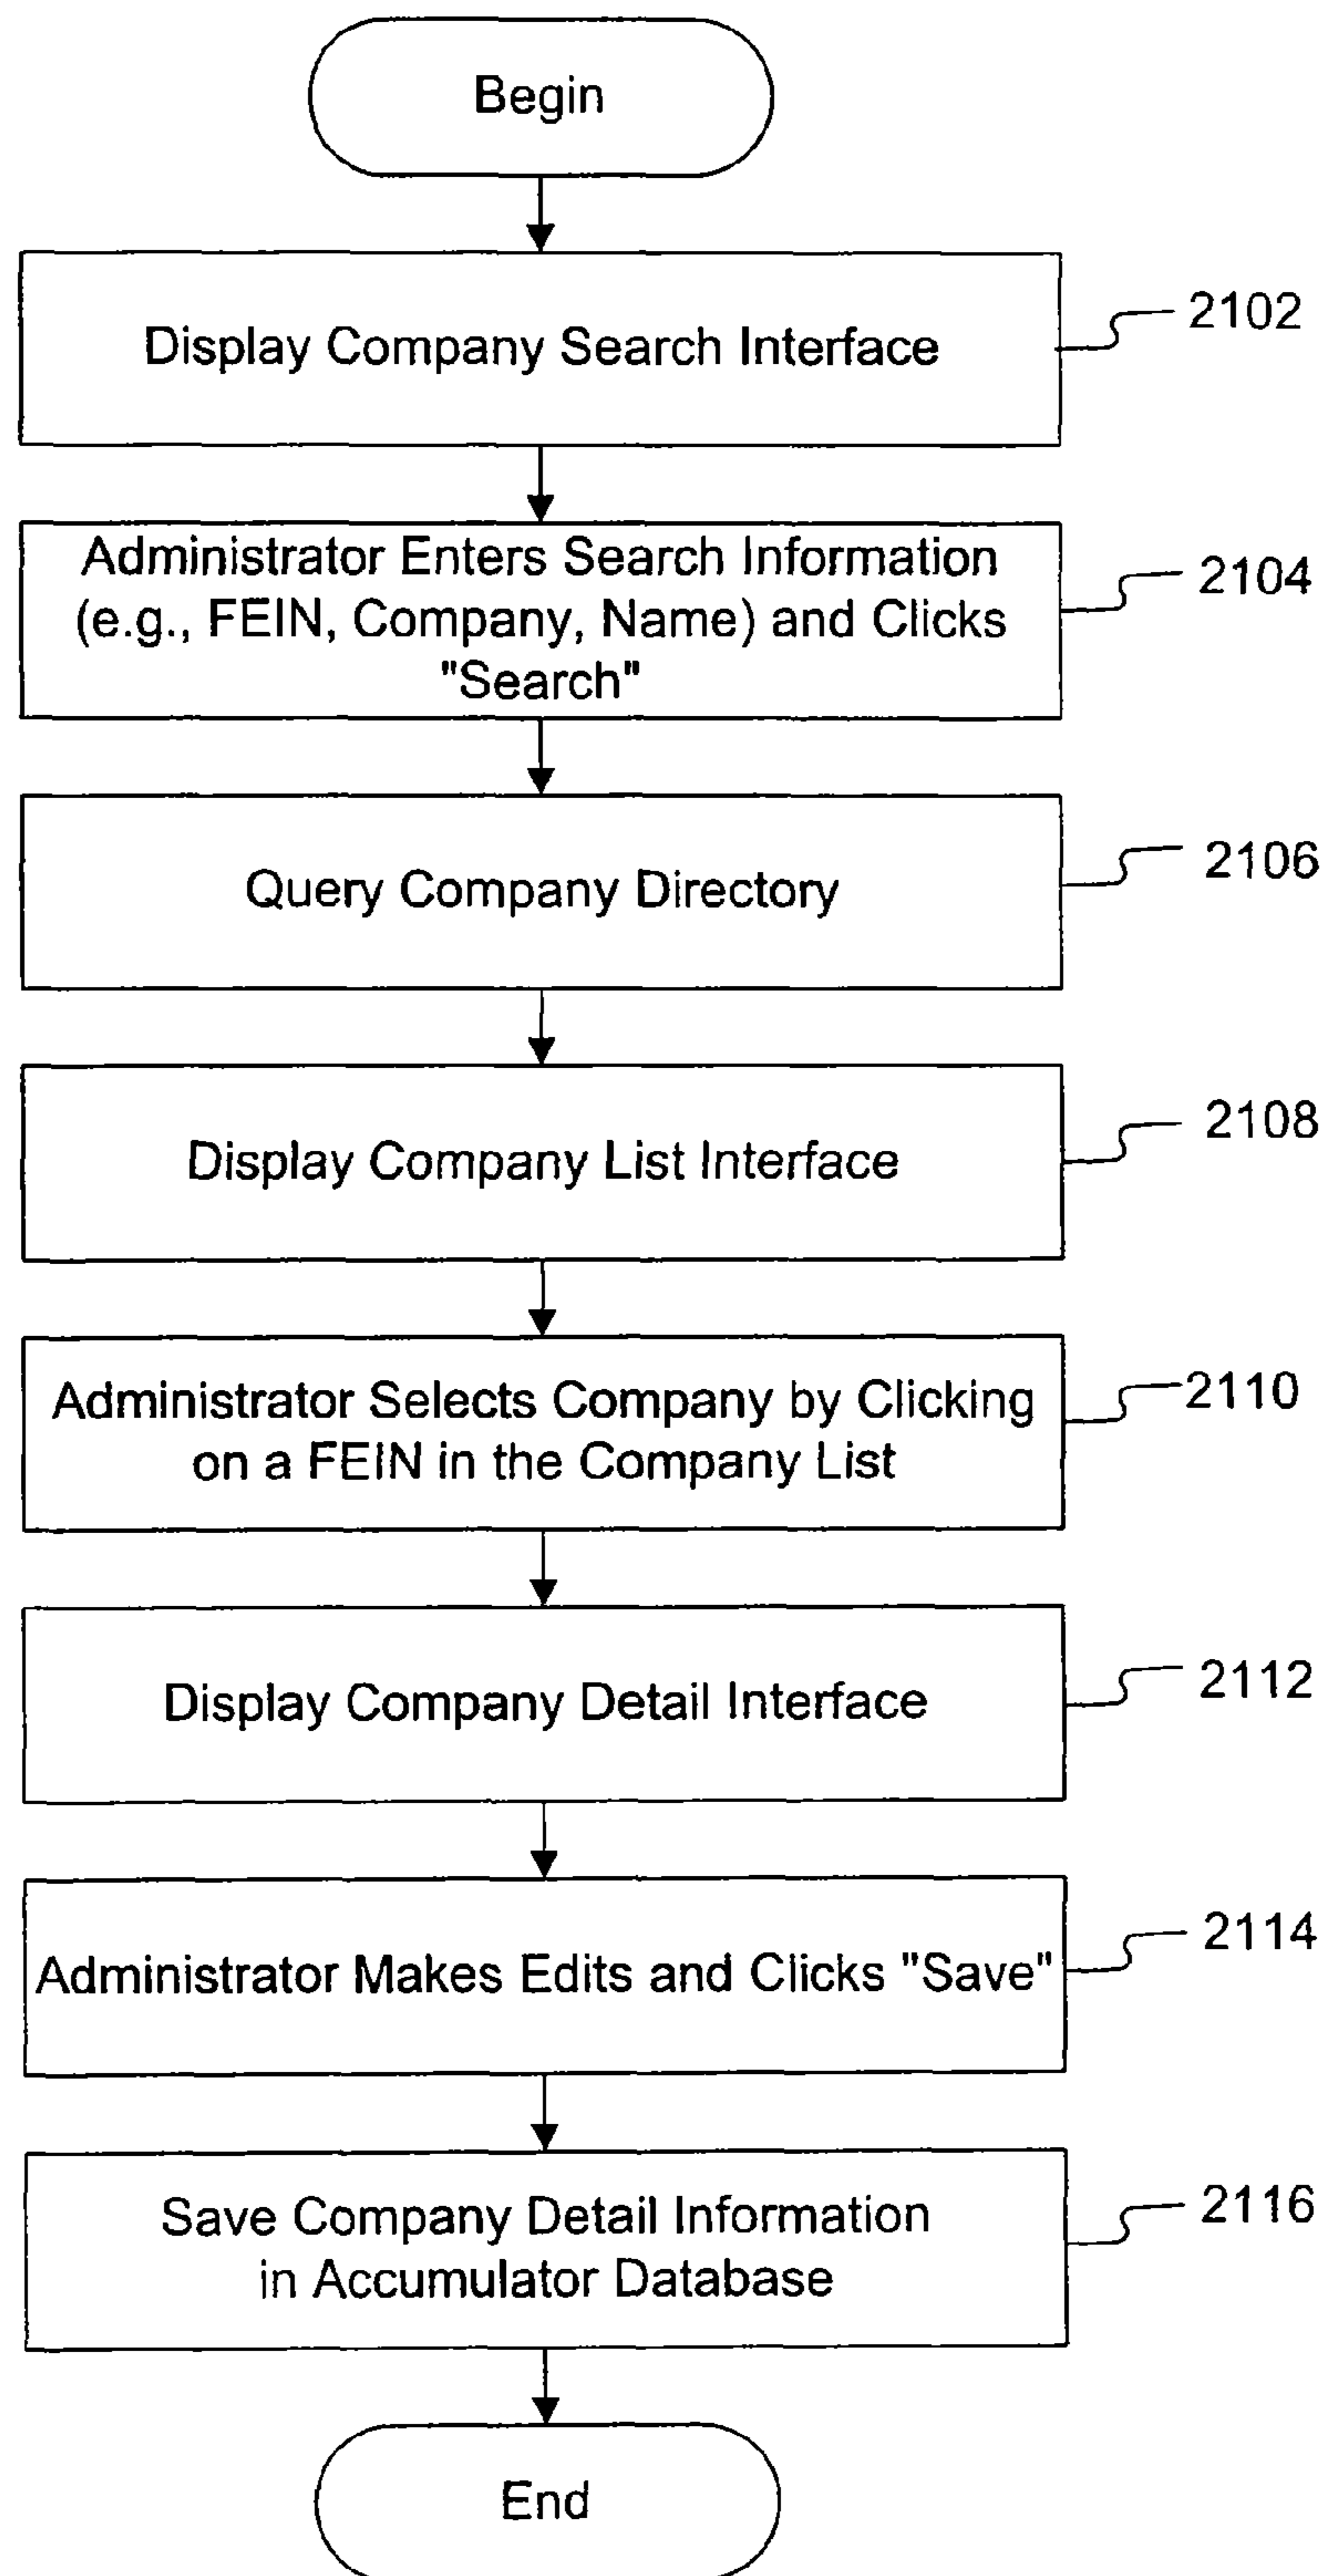 Begin
Display Company Search Interface
2102
Administrator Enters Search Information
(e.g., FEIN, Company, Name) and Clicks
"Search"
2104
Query Company Directory
2106
Display Company List Interface
2108
Administrator Selects Company by Clicking
on a FEIN in the Company List
2110
Display Company Detail Interface
2112
Administrator Makes Edits and Clicks "Save"
2114
Save Company Detail Information
in Accumulator Database
2116
End